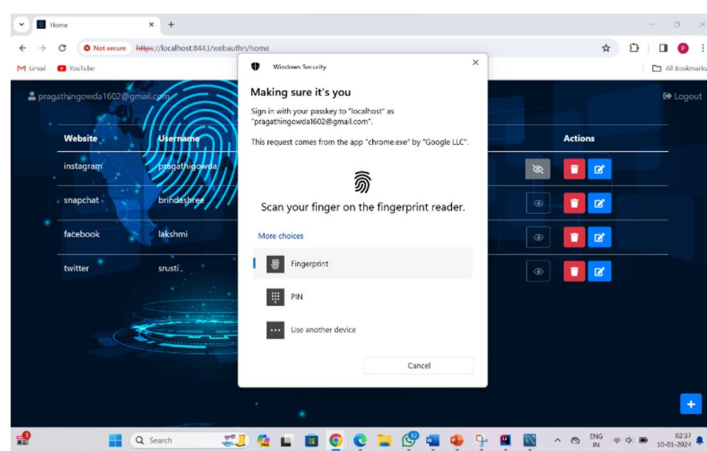 Home
Not secure https://localhost:8443/webauthn/home
Gmail YouTube All Bookmarks
pragathingowda1602@gmail.com Logout
Website Username Actions
instagram pragathigowda
snapchat brindashree
facebook lakshmi
twitter srusti
Windows Security
Making sure it's you
Sign in with your passkey to "localhost" as
"pragathingowda1602@gmail.com".
This request comes from the app "chrome.exe" by "Google LLC".
Scan your finger on the fingerprint reader.
More choices
Fingerprint
PIN
Use another device
Cancel
Search
ENG
IN
02:37
10-01-2024